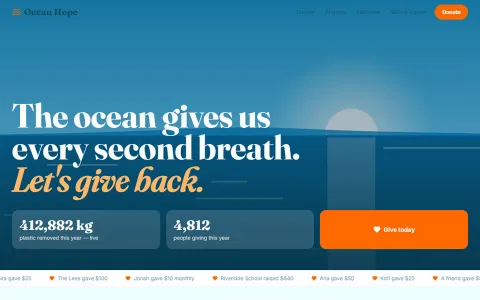 Ocean Hope
Donate
The ocean gives us
every second breath.
Let's give back.
412,882 kg
plastic removed this year — live
4,812
people giving this year
Give today
gave $25
The Lees gave $100
Jonah gave $10 monthly
Riverside School raised $640
Ana gave $50
Kofi gave $25
A friend gave